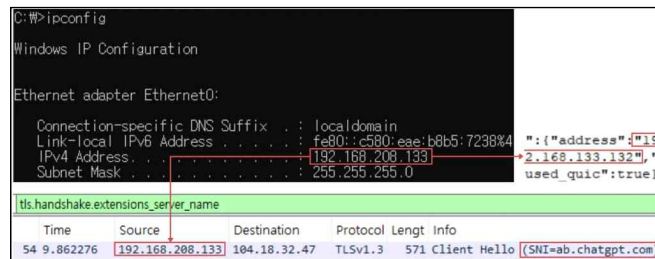 C:\>ipconfig
Windows IP Configuration
Ethernet adapter Ethernet0:
Connection-specific DNS Suffix . : localdomain
Link-local IPv6 Address . . . . . : fe80::c580:eae:b8b5:7238%4
IPv4 Address. . . . . . . . . . . : 192.168.208.133
Subnet Mask . . . . . . . . . . . : 255.255.255.0
":{"address":"19
2.168.133.132","
used_quic":true}
tls.handshake.extensions_server_name
Time Source Destination Protocol Lengt Info
54 9.862276 192.168.208.133 104.18.32.47 TLSv1.3 571 Client Hello (SNI=ab.chatgpt.com